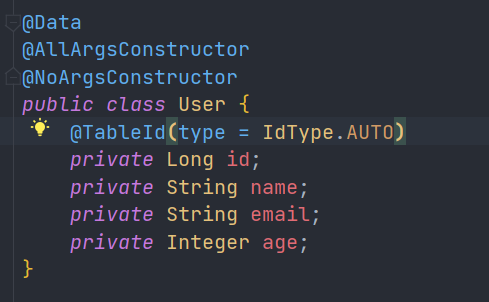 @Data
@AllArgsConstructor
@NoArgsConstructor
public class User {
    @TableId(type = IdType.AUTO)
    private Long id;
    private String name;
    private String email;
    private Integer age;
}